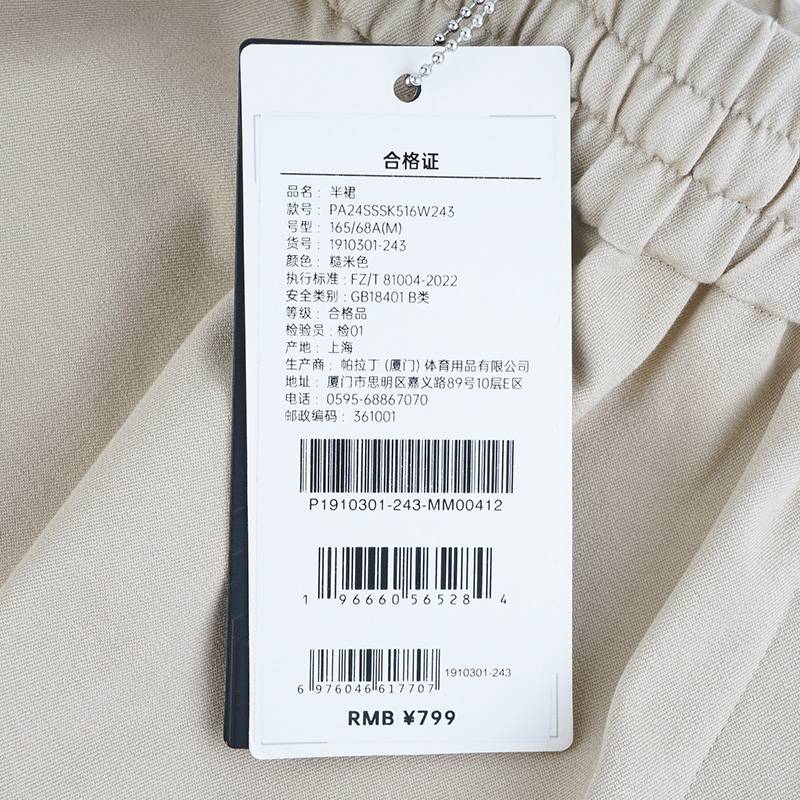 合格证
品名：半裙
款号：PA24SSSK516W243
号型：165/68A(M)
货号：1910301-243
颜色：糙米色
执行标准：FZ/T 81004-2022
安全类别：GB18401 B类
等级：合格品
检验员：检01
产地：上海
生产商：帕拉丁 (厦门) 体育用品有限公司
地址：厦门市思明区嘉义路89号10层E区
电话：0595-68867070
邮政编码：361001
P1910301-243-MM00412
1 96660 56528 4
1910301-243
6 976046 617707
RMB ¥799